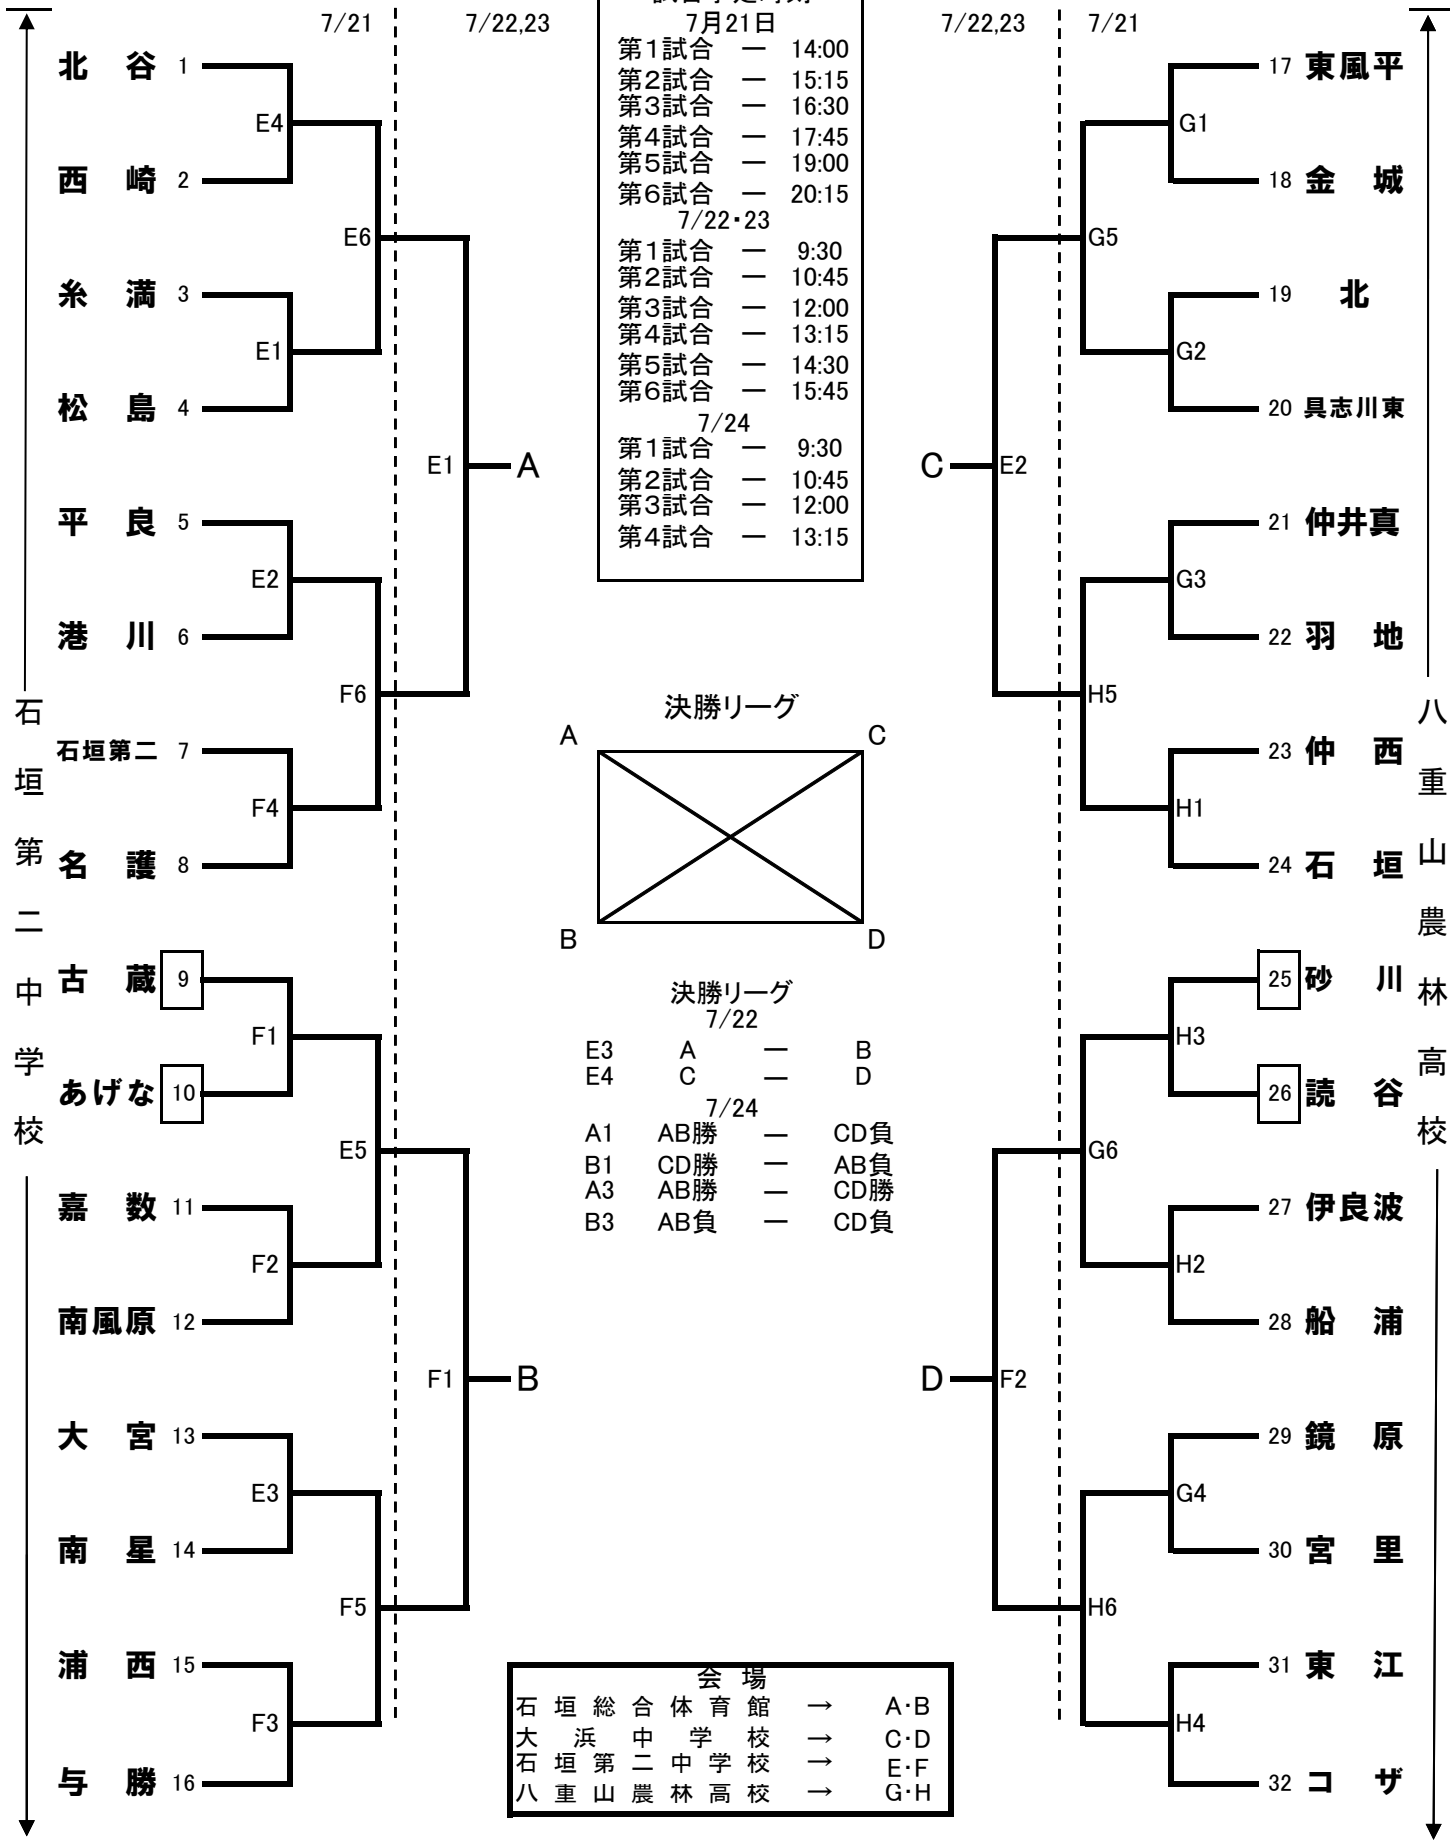 7/21 7/22,23
7月21日
第1試合 ー 14:00
第2試合 ー 15:15
第3試合 ー 16:30
第4試合 ー 17:45
第5試合 ー 19:00
第6試合 ー 20:15
7/22・23
第1試合 ー 9:30
第2試合 ー 10:45
第3試合 ー 12:00
第4試合 ー 13:15
第5試合 ー 14:30
第6試合 ー 15:45
7/24
第1試合 ー 9:30
第2試合 ー 10:45
第3試合 ー 12:00
第4試合 ー 13:15
7/22,23 7/21
石垣第二中学校
北谷 1
E4
西崎 2
E6
糸満 3
E1
松島 4
E1 A
平良 5
E2
港川 6
F6
石垣第二 7
F4
名護 8
古蔵 9
F1
あげな 10
E5
嘉数 11
F2
南風原 12
F1 B
大宮 13
E3
南星 14
F5
浦西 15
F3
与勝 16
決勝リーグ
A C
B D
決勝リーグ
7/22
E3 A ー B
E4 C ー D
7/24
A1 AB勝 ー CD負
B1 CD勝 ー AB負
A3 AB勝 ー CD勝
B3 AB負 ー CD負
17 東風平
G1
18 金城
G5
19 北
G2
20 具志川東
C E2
21 仲井真
G3
22 羽地
H5
23 仲西
H1
24 石垣
25 砂川
H3
26 読谷
G6
27 伊良波
H2
28 船浦
D F2
29 鏡原
G4
30 宮里
H6
31 東江
H4
32 コザ
八重山農林高校
会場
石垣総合体育館 → A・B
大浜中学校 → C・D
石垣第二中学校 → E・F
八重山農林高校 → G・H